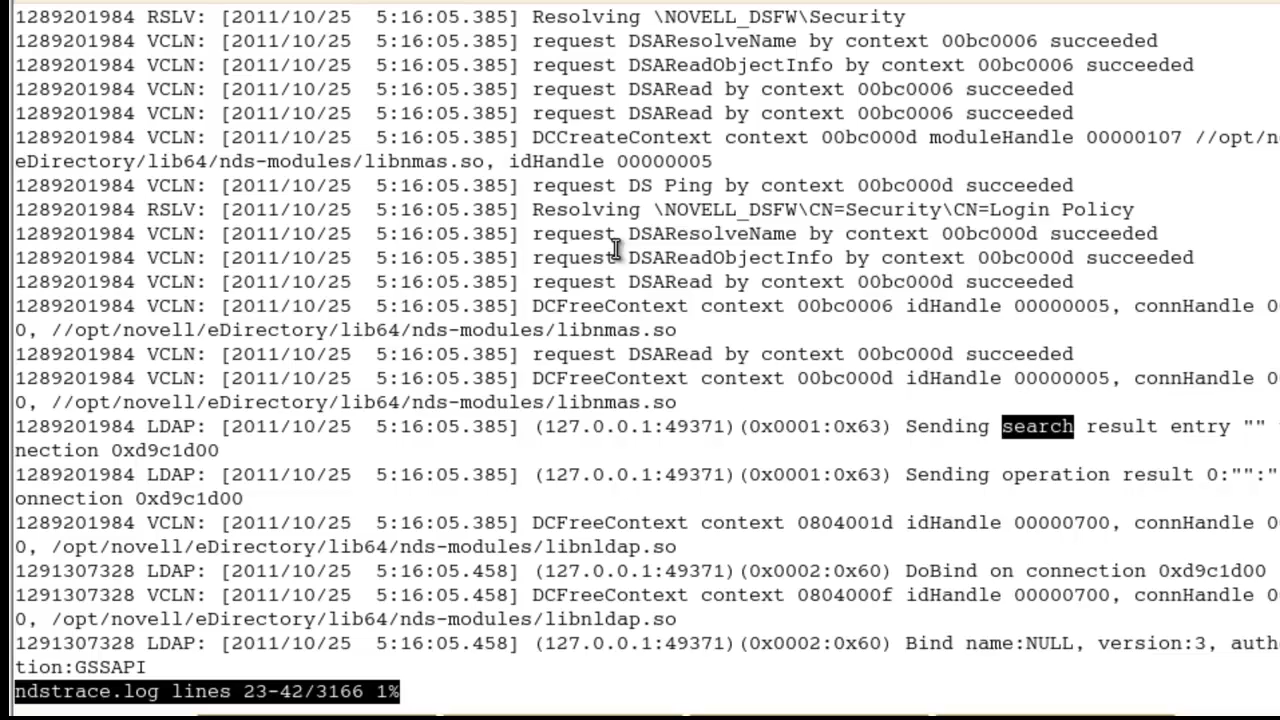 1289201984 RSLV: [2011/10/25  5:16:05.385] Resolving \NOVELL_DSFW\Security
1289201984 VCLN: [2011/10/25  5:16:05.385] request DSAResolveName by context 00bc0006 succeeded
1289201984 VCLN: [2011/10/25  5:16:05.385] request DSAReadObjectInfo by context 00bc0006 succeeded
1289201984 VCLN: [2011/10/25  5:16:05.385] request DSARead by context 00bc0006 succeeded
1289201984 VCLN: [2011/10/25  5:16:05.385] request DSARead by context 00bc0006 succeeded
1289201984 VCLN: [2011/10/25  5:16:05.385] DCCreateContext context 00bc000d moduleHandle 00000107 //opt/n
eDirectory/lib64/nds-modules/libnmas.so, idHandle 00000005
1289201984 VCLN: [2011/10/25  5:16:05.385] request DS Ping by context 00bc000d succeeded
1289201984 RSLV: [2011/10/25  5:16:05.385] Resolving \NOVELL_DSFW\CN=Security\CN=Login Policy
1289201984 VCLN: [2011/10/25  5:16:05.385] request DSAResolveName by context 00bc000d succeeded
1289201984 VCLN: [2011/10/25  5:16:05.385] request DSAReadObjectInfo by context 00bc000d succeeded
1289201984 VCLN: [2011/10/25  5:16:05.385] request DSARead by context 00bc000d succeeded
1289201984 VCLN: [2011/10/25  5:16:05.385] DCFreeContext context 00bc0006 idHandle 00000005, connHandle 0
0, //opt/novell/eDirectory/lib64/nds-modules/libnmas.so
1289201984 VCLN: [2011/10/25  5:16:05.385] request DSARead by context 00bc000d succeeded
1289201984 VCLN: [2011/10/25  5:16:05.385] DCFreeContext context 00bc000d idHandle 00000005, connHandle 0
0, //opt/novell/eDirectory/lib64/nds-modules/libnmas.so
1289201984 LDAP: [2011/10/25  5:16:05.385] (127.0.0.1:49371)(0x0001:0x63) Sending search result entry ""
nection 0xd9c1d00
1289201984 LDAP: [2011/10/25  5:16:05.385] (127.0.0.1:49371)(0x0001:0x63) Sending operation result 0:"":"
onnection 0xd9c1d00
1289201984 VCLN: [2011/10/25  5:16:05.385] DCFreeContext context 0804001d idHandle 00000700, connHandle 0
0, /opt/novell/eDirectory/lib64/nds-modules/libnldap.so
1291307328 LDAP: [2011/10/25  5:16:05.458] (127.0.0.1:49371)(0x0002:0x60) DoBind on connection 0xd9c1d00
1291307328 VCLN: [2011/10/25  5:16:05.458] DCFreeContext context 0804000f idHandle 00000700, connHandle 0
0, /opt/novell/eDirectory/lib64/nds-modules/libnldap.so
1291307328 LDAP: [2011/10/25  5:16:05.458] (127.0.0.1:49371)(0x0002:0x60) Bind name:NULL, version:3, auth
tion:GSSAPI
ndstrace.log lines 23-42/3166 1%